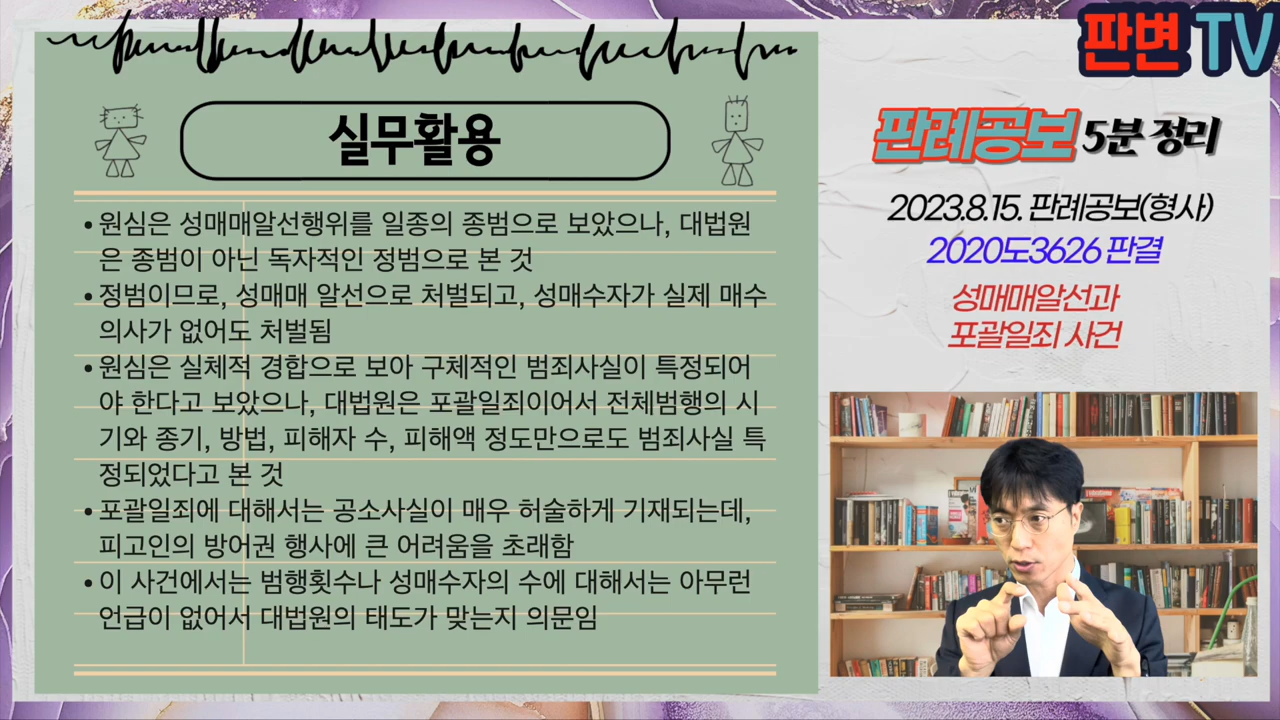 판변 TV
실무활용
• 원심은 성매매알선행위를 일종의 종범으로 보았으나, 대법원
은 종범이 아닌 독자적인 정범으로 본 것
• 정범이므로, 성매매 알선으로 처벌되고, 성매수자가 실제 매수
의사가 없어도 처벌됨
• 원심은 실체적 경합으로 보아 구체적인 범죄사실이 특정되어
야 한다고 보았으나, 대법원은 포괄일죄이어서 전체범행의 시
기와 종기, 방법, 피해자 수, 피해액 정도만으로도 범죄사실 특
정되었다고 본 것
• 포괄일죄에 대해서는 공소사실이 매우 허술하게 기재되는데,
피고인의 방어권 행사에 큰 어려움을 초래함
• 이 사건에서는 범행횟수나 성매수자의 수에 대해서는 아무런
언급이 없어서 대법원의 태도가 맞는지 의문임
판례공보 5분 정리
2023.8.15. 판례공보(형사)
2020도3626 판결
성매매알선과
포괄일죄 사건